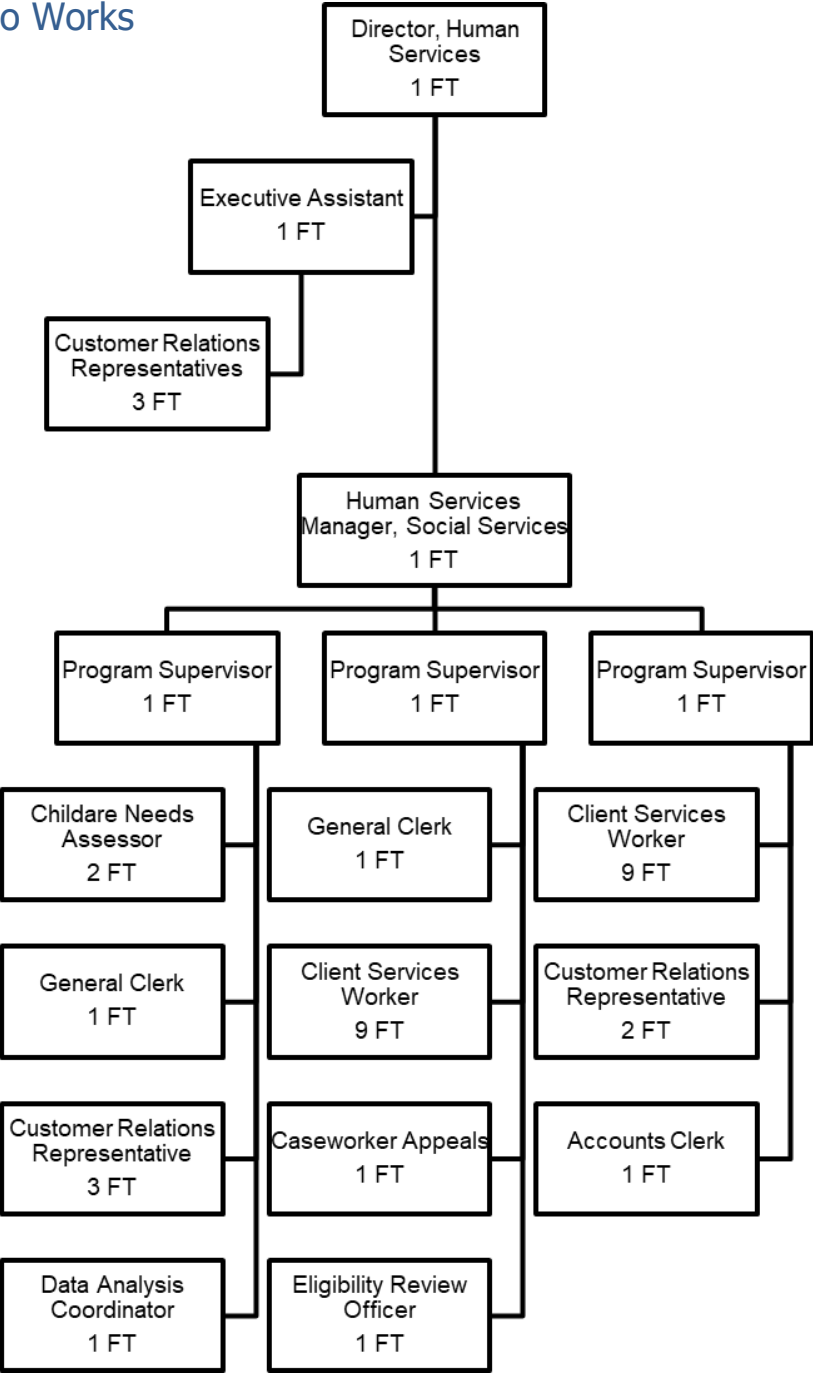 o Works
Director, Human
Services
1 FT
Executive Assistant
1 FT
Customer Relations
Representatives
3 FT
Human Services
Manager, Social Services
1 FT
Program Supervisor
1 FT
Program Supervisor
1 FT
Program Supervisor
1 FT
Childare Needs
Assessor
2 FT
General Clerk
1 FT
Client Services
Worker
9 FT
General Clerk
1 FT
Client Services
Worker
9 FT
Customer Relations
Representative
2 FT
Customer Relations
Representative
3 FT
Caseworker Appeals
1 FT
Accounts Clerk
1 FT
Data Analysis
Coordinator
1 FT
Eligibility Review
Officer
1 FT